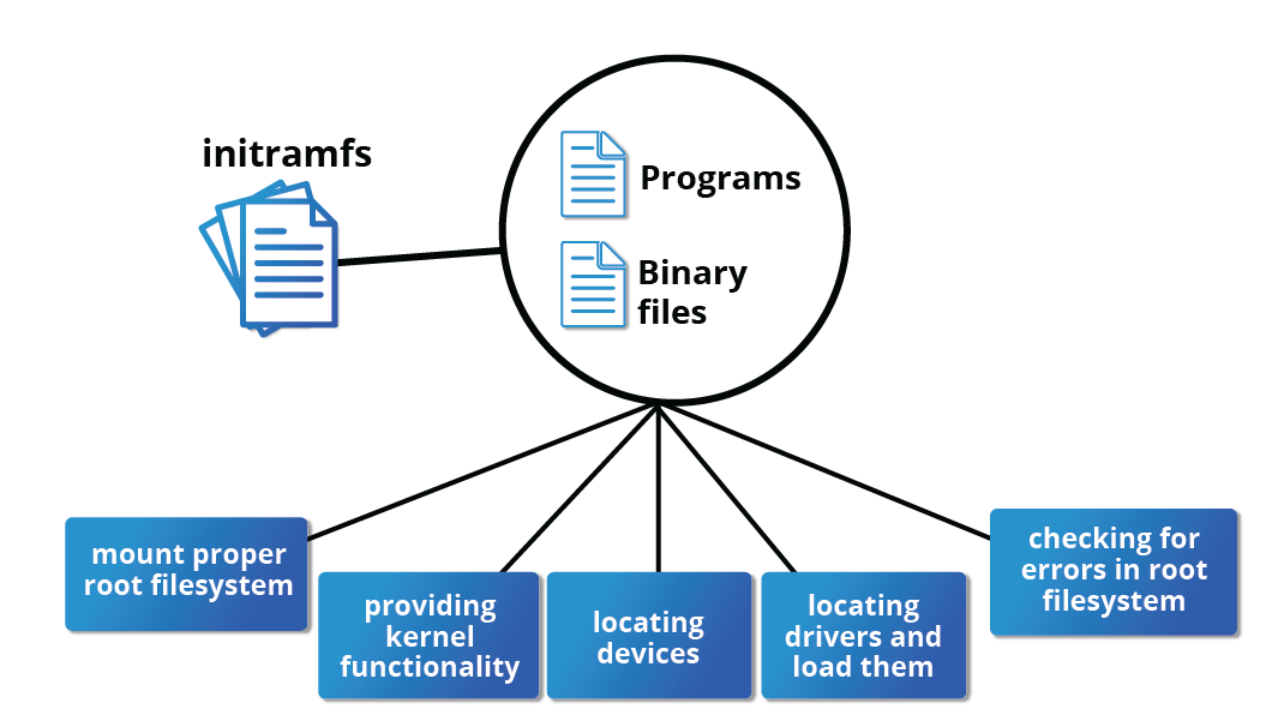 initramfs
Programs
Binary
files
mount proper
root filesystem
providing
kernel
functionality
locating
devices
locating
drivers and
load them
checking for
errors in root
filesystem